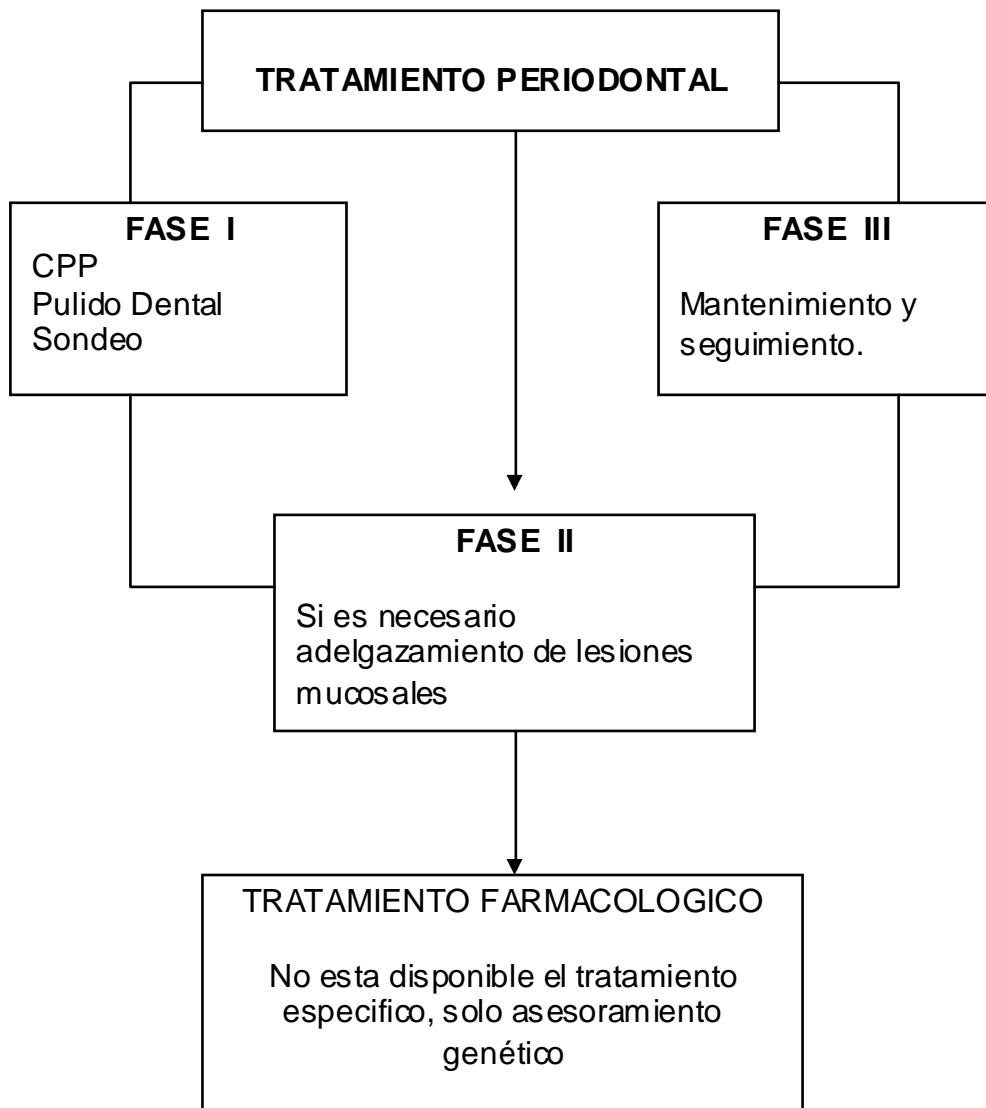 TRATAMIENTO PERIODONTAL
FASE I
CPP
Pulido Dental
Sondeo
FASE III
Mantenimiento y
seguimiento.
FASE II
Si es necesario
adelgazamiento de lesiones
mucosales
TRATAMIENTO FARMACOLOGICO
No esta disponible el tratamiento
especifico, solo asesoramiento
genético